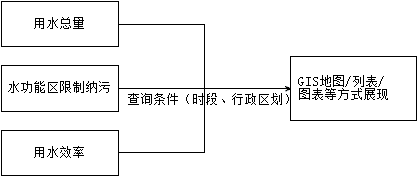 用水总量
水功能区限制纳污
查询条件（时段、行政区划）
GIS地图/列表/
图表等方式展现
用水效率